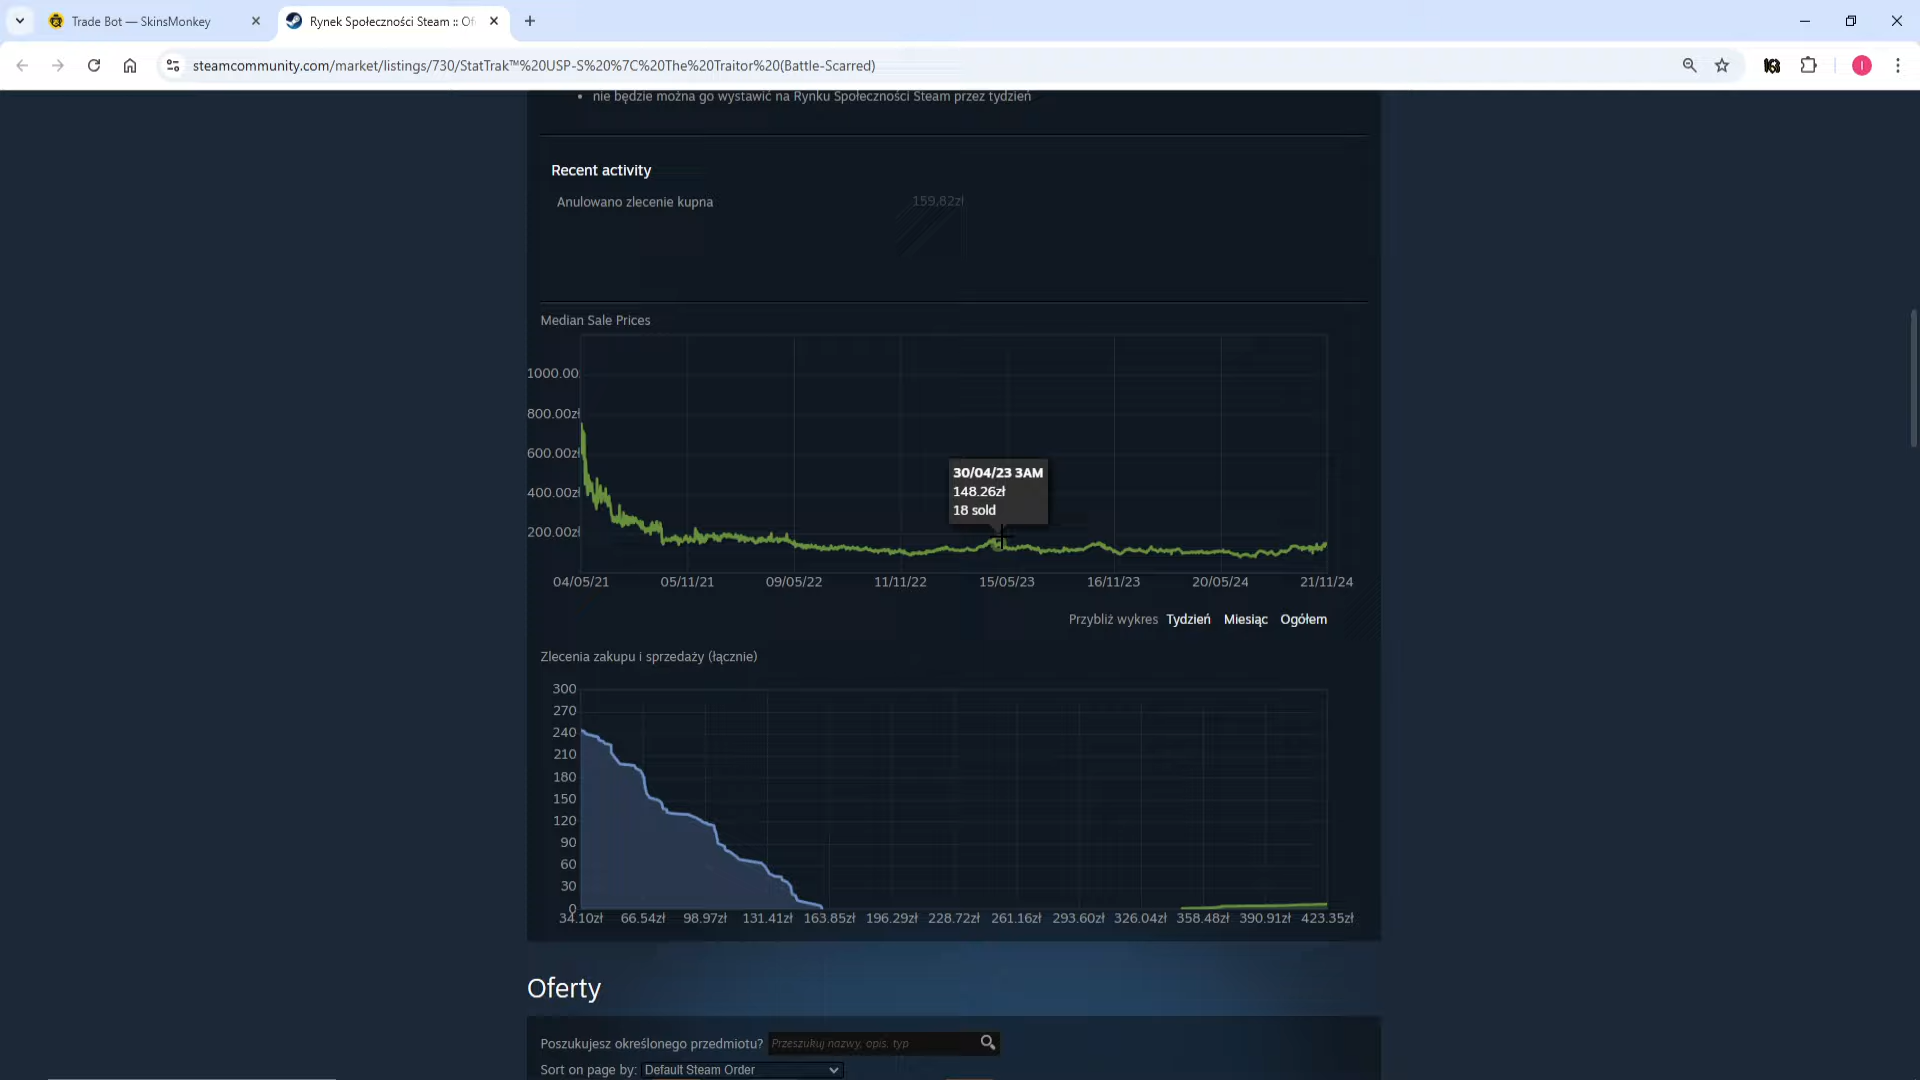 Trade Bot — SkinsMonkey
Rynek Społeczności Steam :: Of
steamcommunity.com/market/listings/730/StatTrak™%20USP-S%20%7C%20The%20Traitor%20(Battle-Scarred)
nie będzie można go wystawić na Rynku Społeczności Steam przez tydzień
Recent activity
Anulowano zlecenie kupna 159,82zł
Median Sale Prices
1000.00
800.00zł
600.00zł
400.00zł
200.00zł
30/04/23 3AM
148.26zł
18 sold
04/05/21 05/11/21 09/05/22 11/11/22 15/05/23 16/11/23 20/05/24 21/11/24
Przybliż wykres Tydzień Miesiąc Ogółem
Zlecenia zakupu i sprzedaży (łącznie)
300
270
240
210
180
150
120
90
60
30
0
34.10zł 66.54zł 98.97zł 131.41zł 163.85zł 196.29zł 228.72zł 261.16zł 293.60zł 326.04zł 358.48zł 390.91zł 423.35zł
Oferty
Poszukujesz określonego przedmiotu? Przeszukuj nazwy, opis, typ
Sort on page by: Default Steam Order